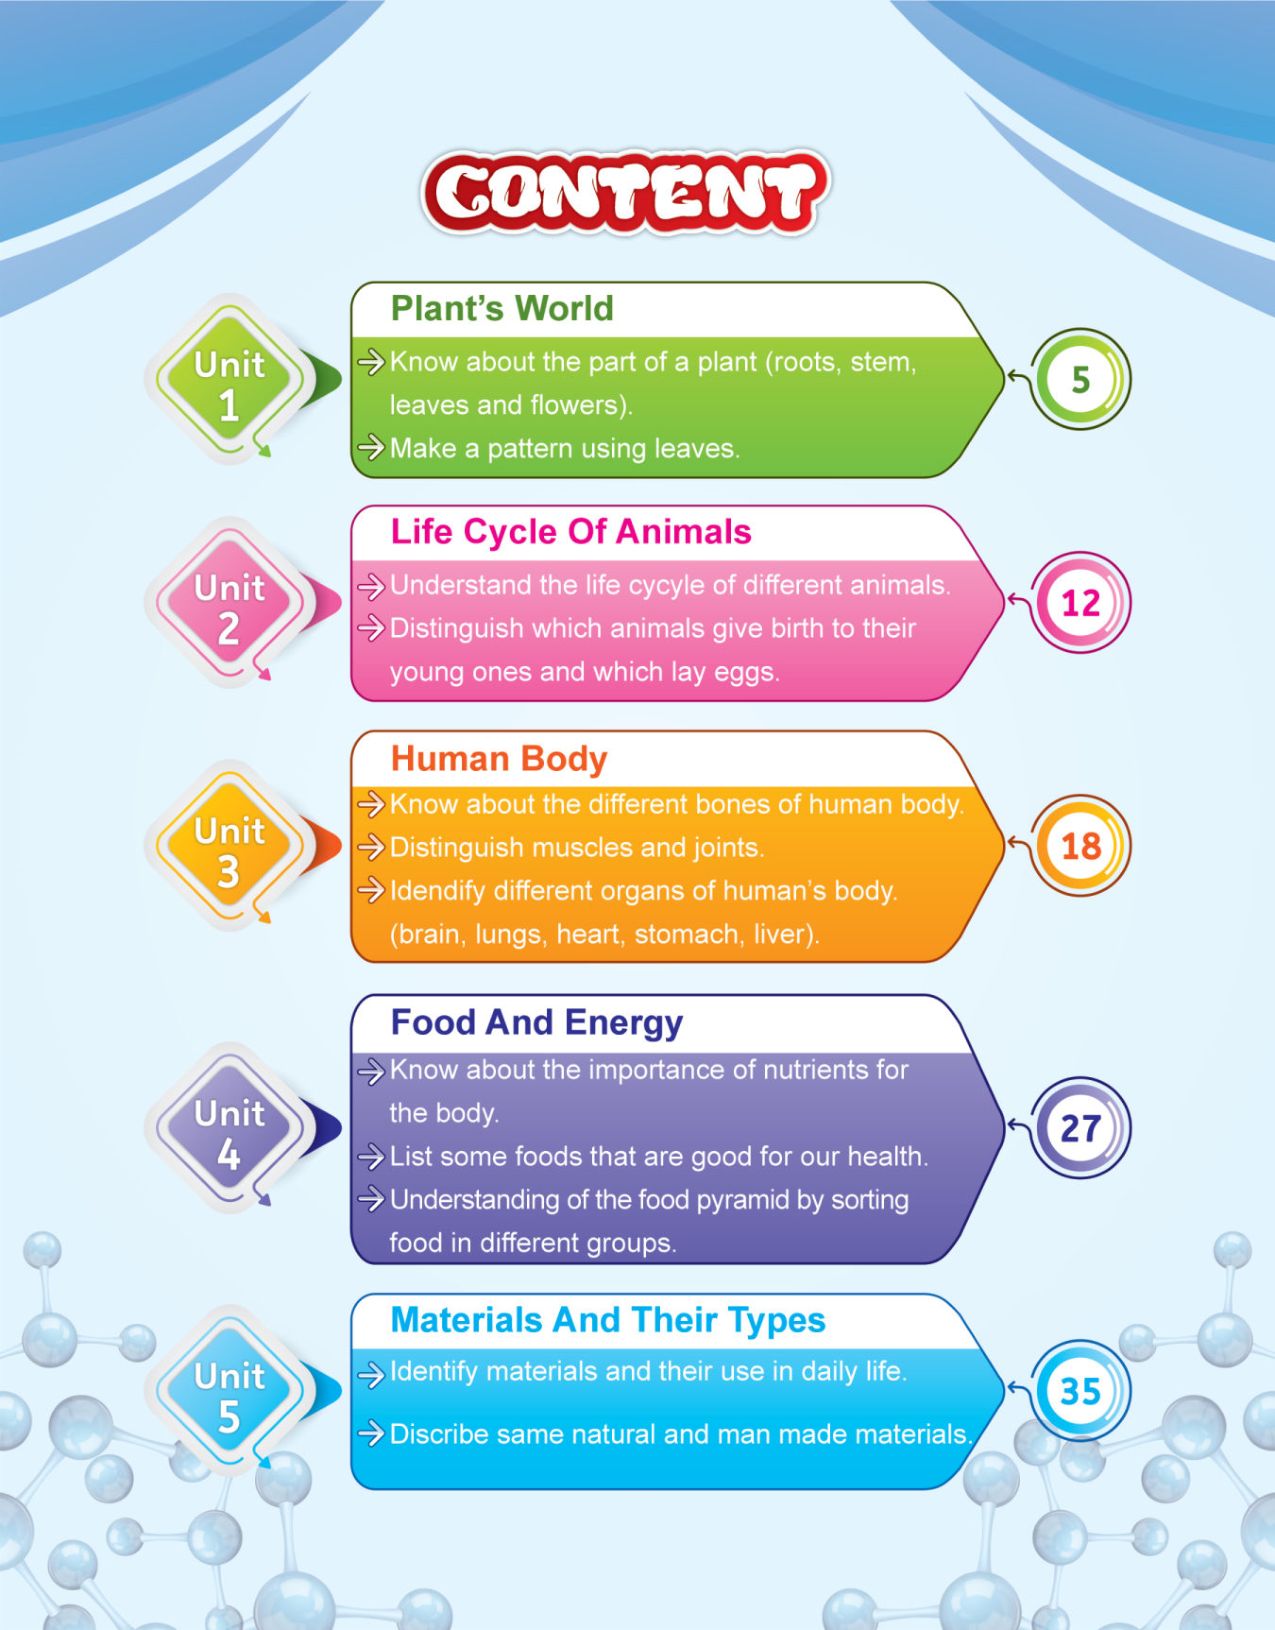 CONTENT
Unit
1
Plant's World
Know about the part of a plant (roots, stem,
leaves and flowers).
Make a pattern using leaves.
5
Unit
2
Life Cycle Of Animals
Understand the life cycyle of different animals.
Distinguish which animals give birth to their
young ones and which lay eggs.
12
Unit
3
Human Body
Know about the different bones of human body.
Distinguish muscles and joints.
Idendify different organs of human's body.
(brain, lungs, heart, stomach, liver).
18
Unit
4
Food And Energy
Know about the importance of nutrients for
the body.
List some foods that are good for our health.
Understanding of the food pyramid by sorting
food in different groups.
27
Unit
5
Materials And Their Types
Identify materials and their use in daily life.
Discribe same natural and man made materials.
35